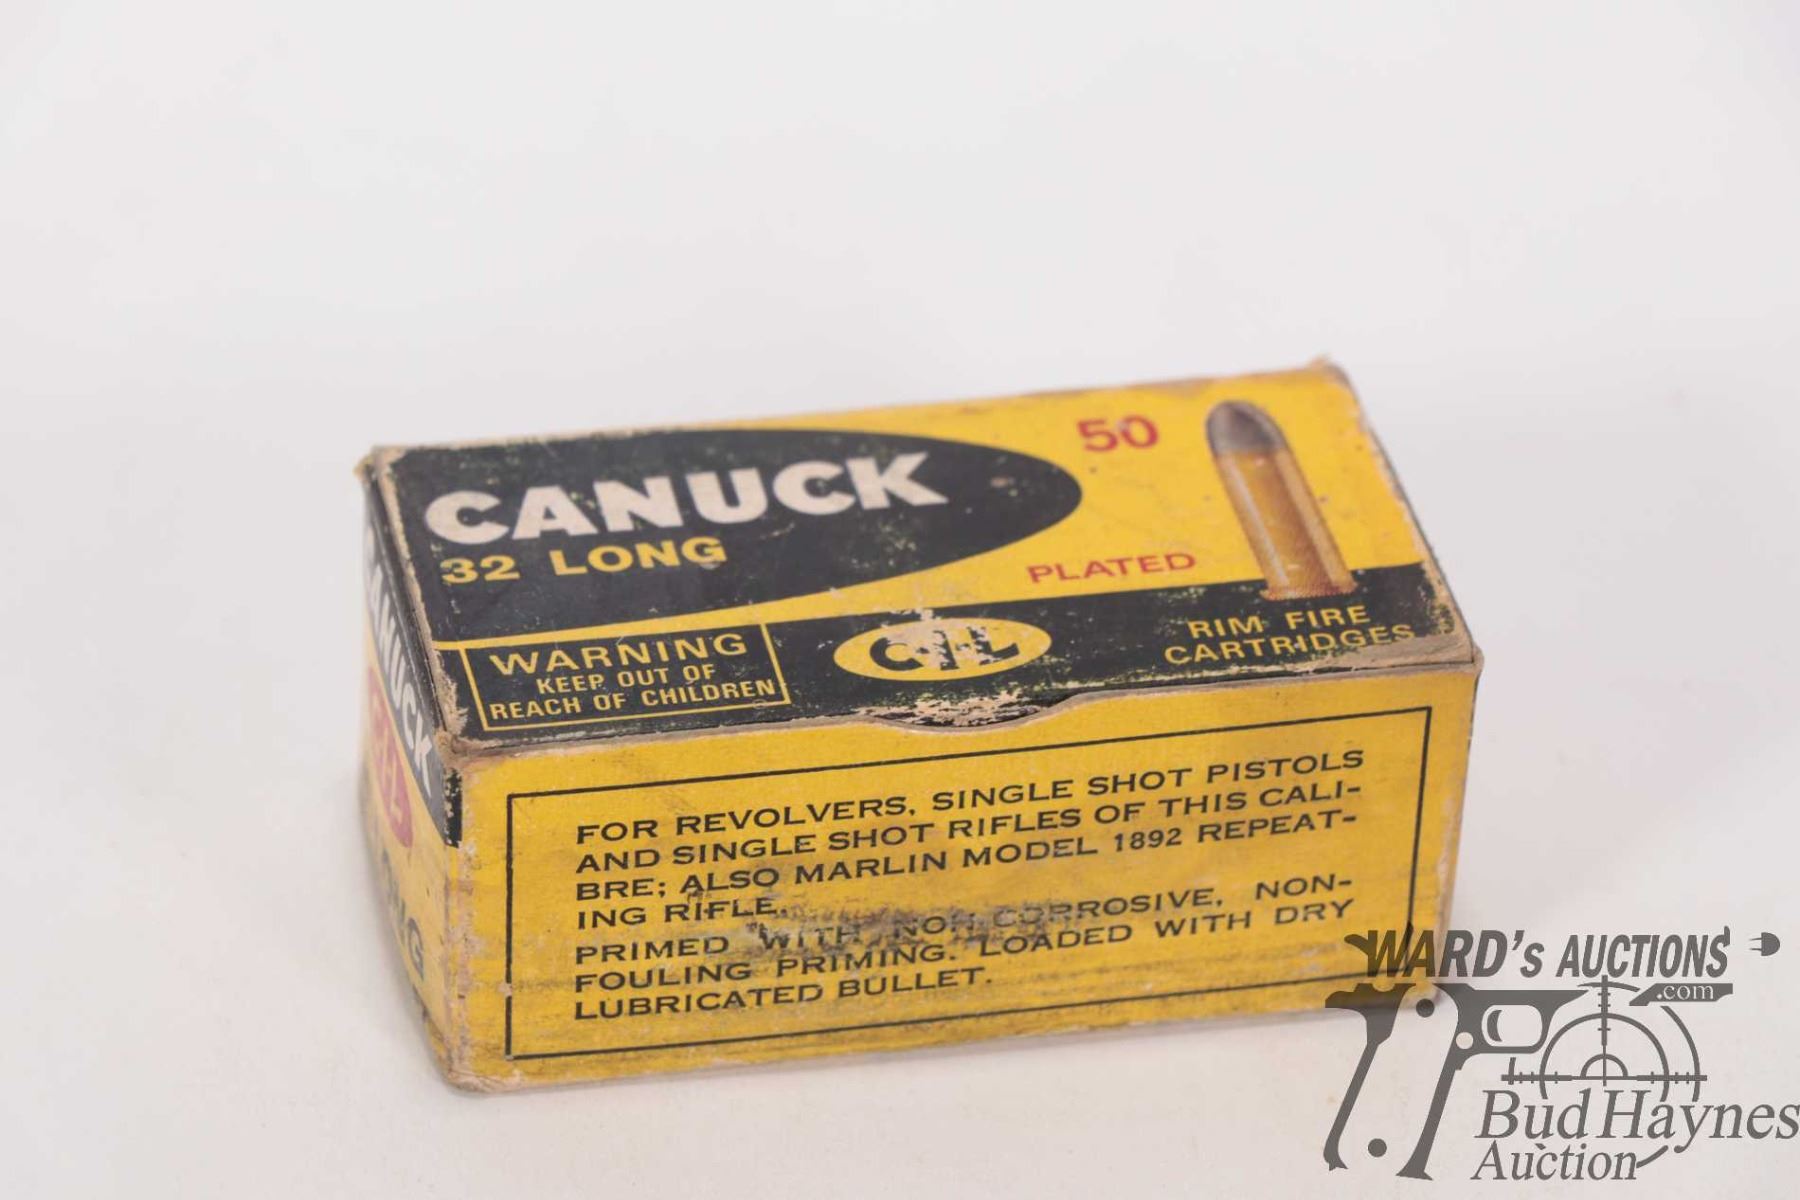 CANUCK
32 LONG
50
PLATED
WARNING
KEEP OUT OF
REACH OF CHILDREN
C-I-L
RIM FIRE
CARTRIDGES
CANUCK
C-I-L
FOR REVOLVERS, SINGLE SHOT PISTOLS
AND SINGLE SHOT RIFLES OF THIS CALI-
BRE; ALSO MARLIN MODEL 1892 REPEAT-
ING RIFLE.
PRIMED WITH NON-CORROSIVE, NON-
FOULING PRIMING. LOADED WITH DRY
LUBRICATED BULLET.
WARD's AUCTIONS
.com
Bud Haynes
Auction